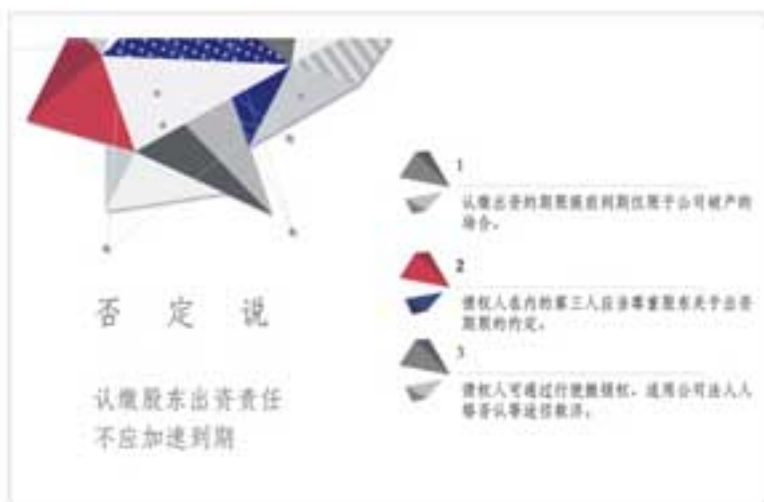 否定说
认缴股东出资责任
不应加速到期
1
认缴出资的期限提前到期仅限于公司破产的
场合。
2
债权人在内的第三人应当尊重股东关于出资
期限的约定。
3
债权人可通过行使撤销权、适用公司法人人
格否认等途径救济。